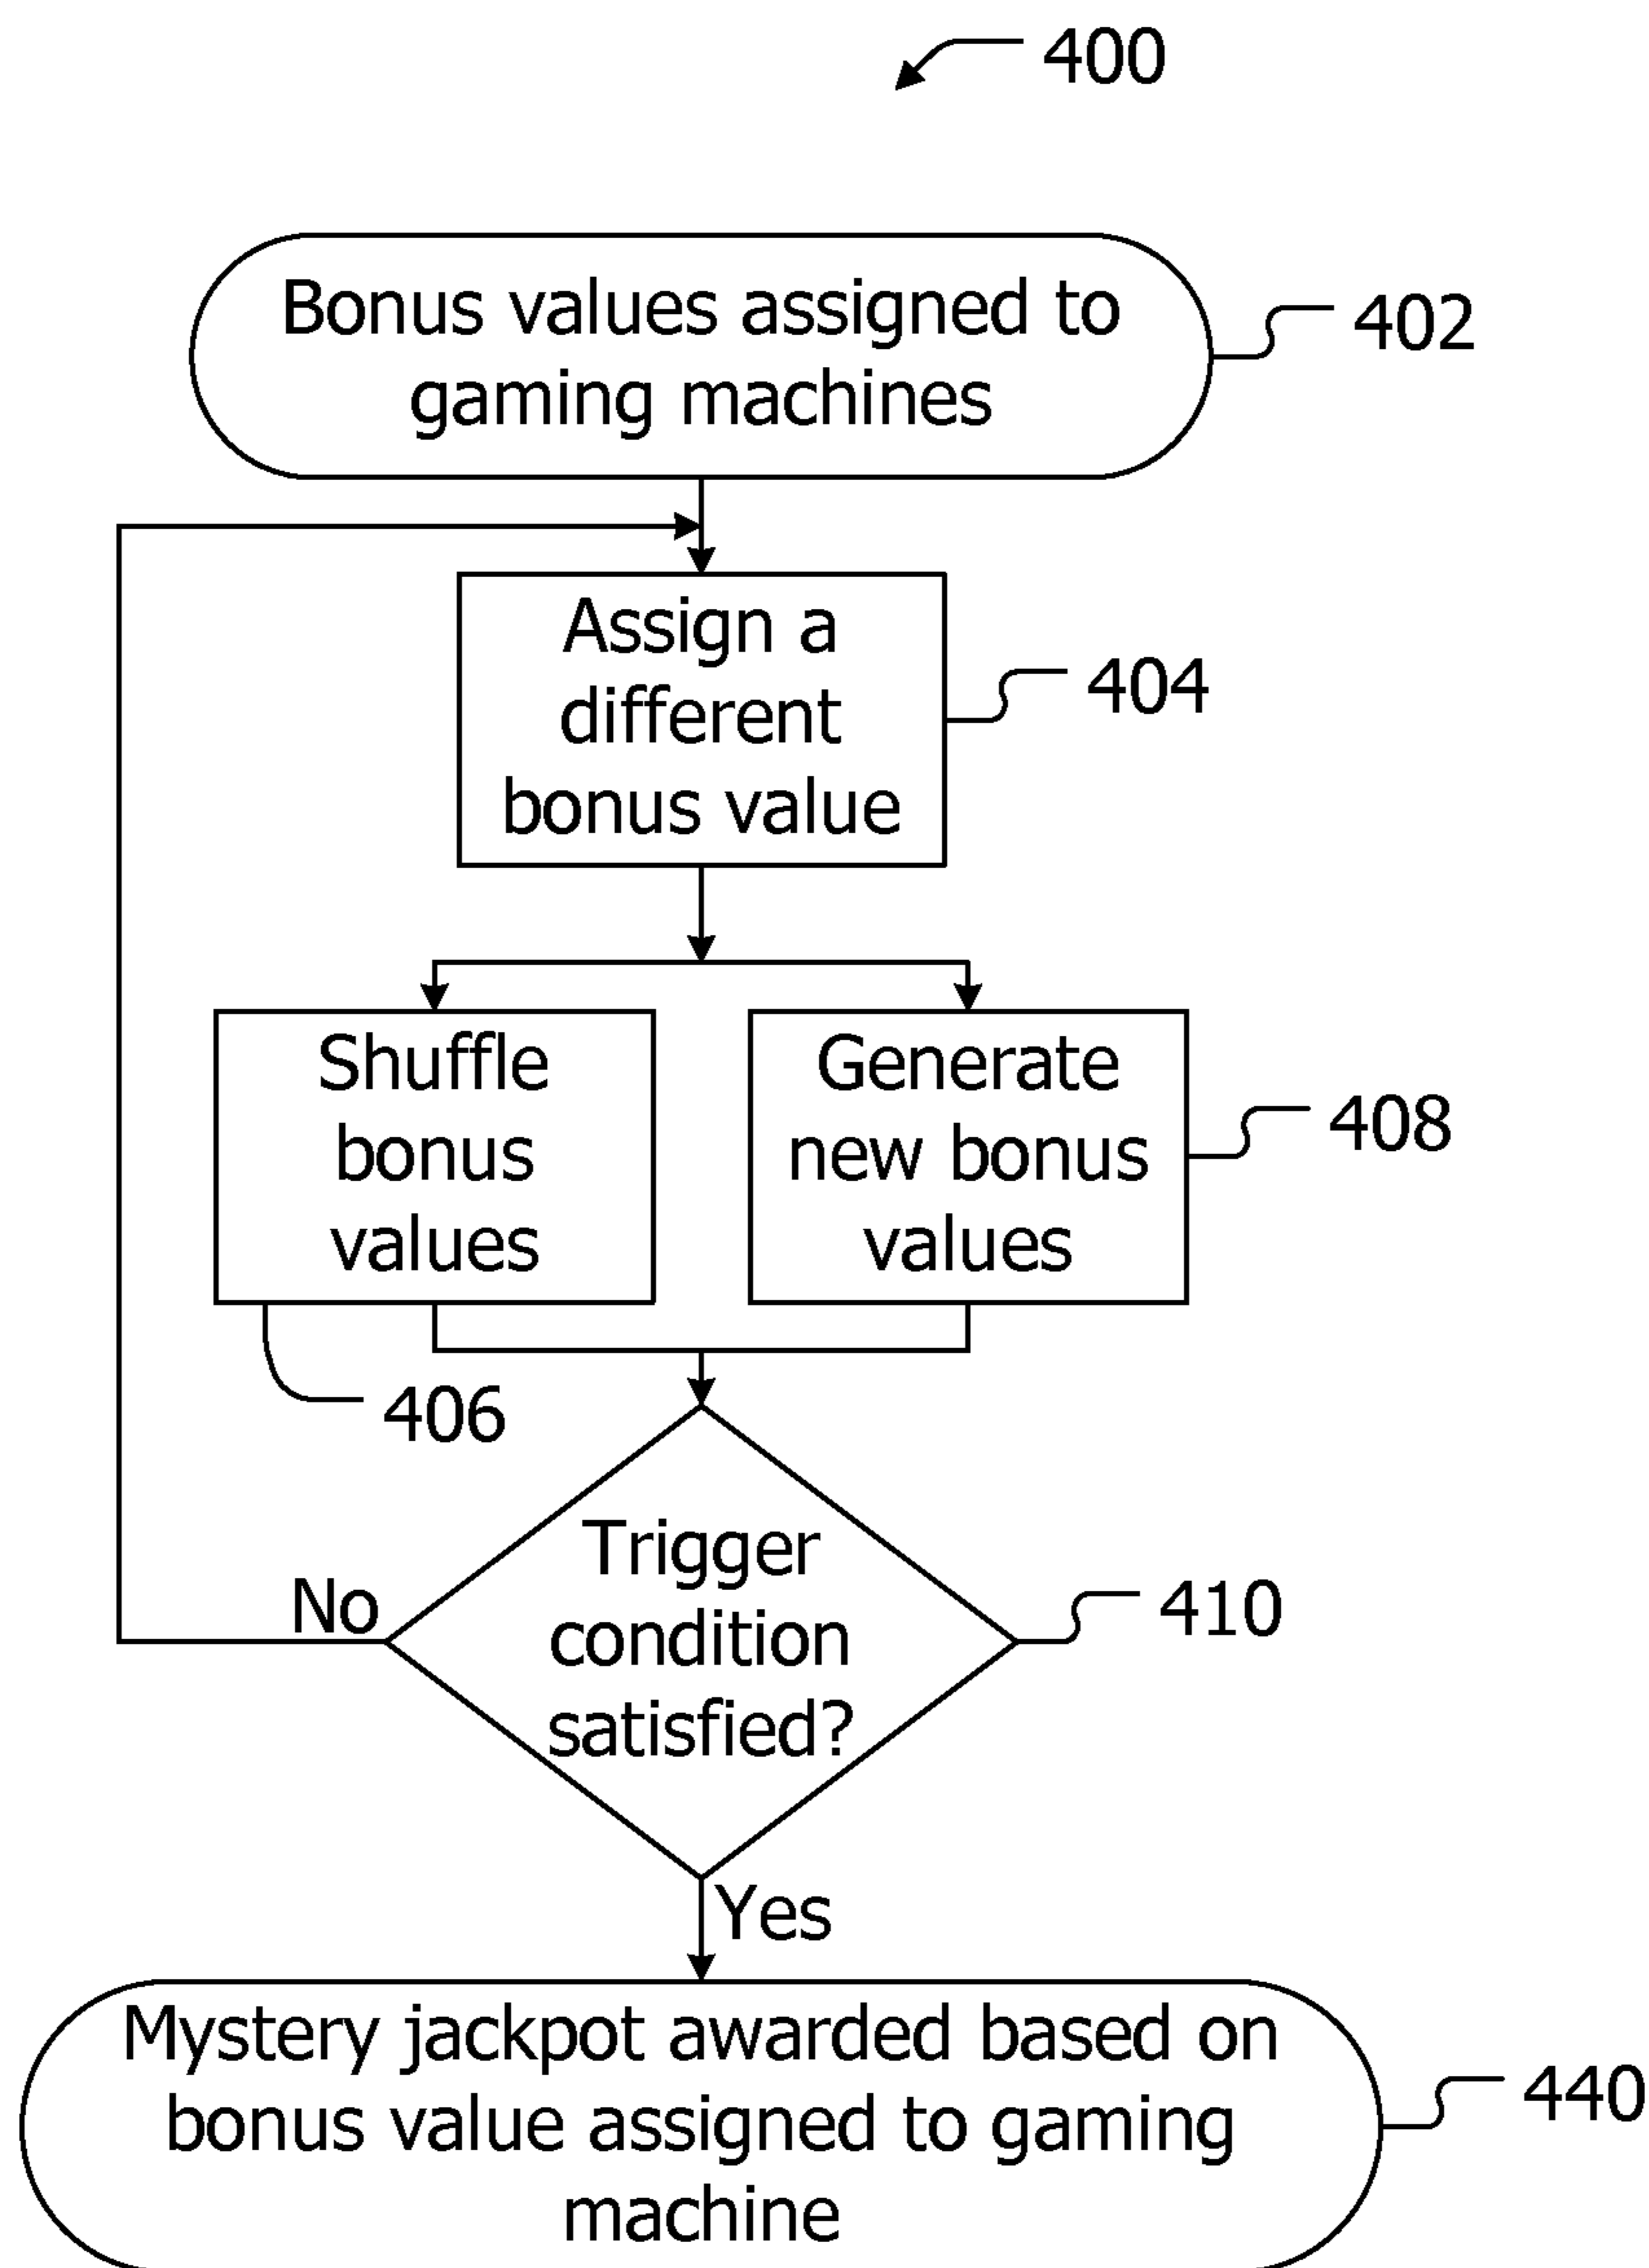 400
Bonus values assigned to
gaming machines
402
Assign a
different
bonus value
404
Shuffle
bonus
values
406
Generate
new bonus
values
408
Trigger
condition
satisfied?
410
No
Yes
Mystery jackpot awarded based on
bonus value assigned to gaming
machine
440